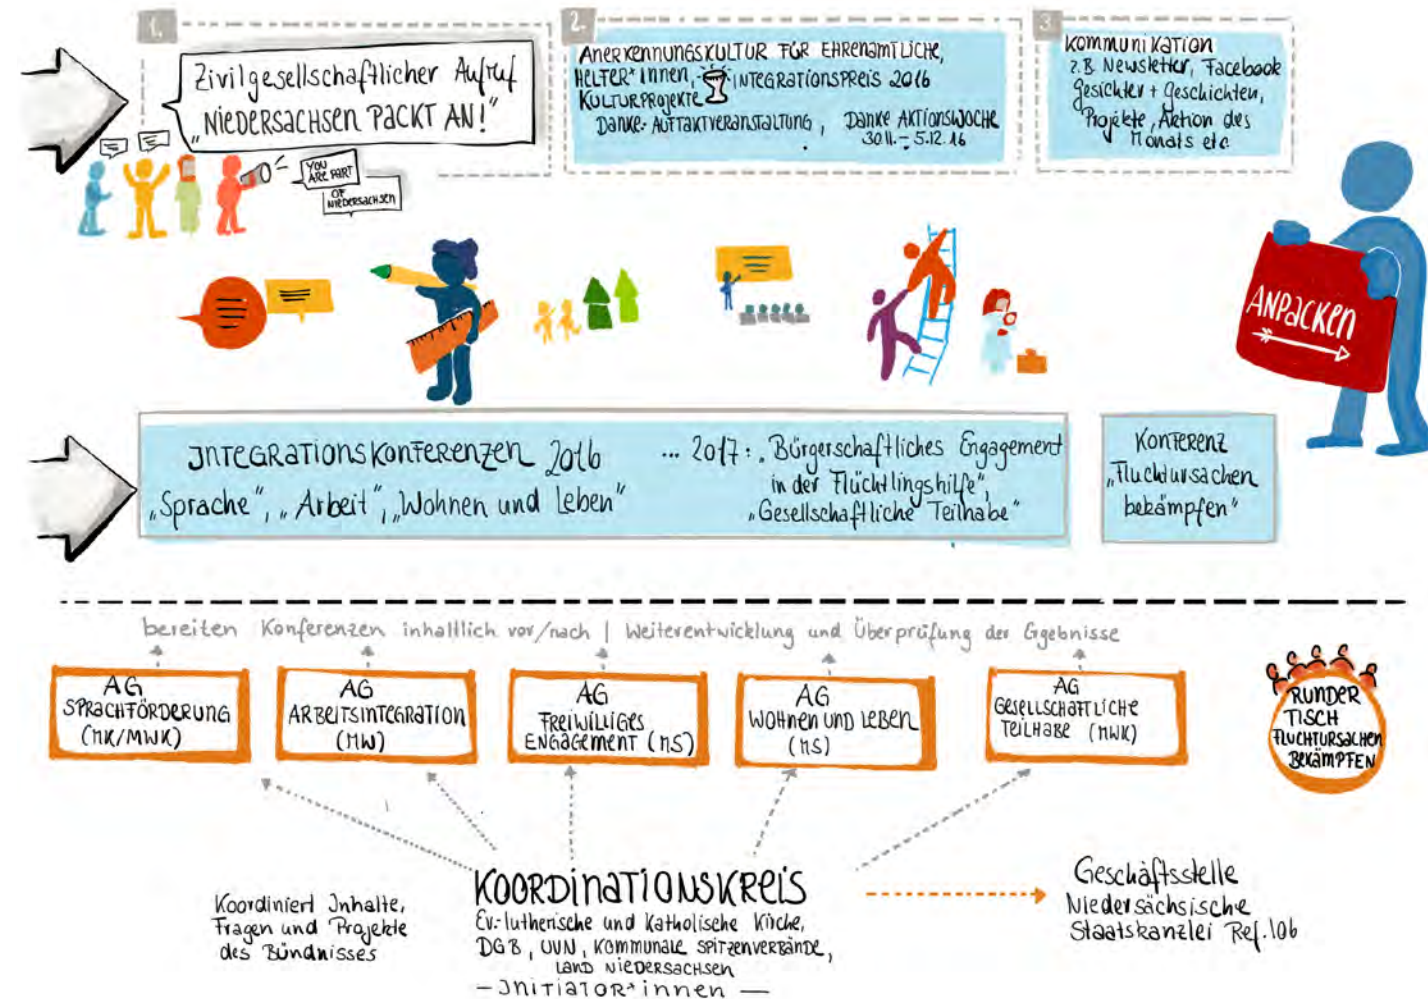 1.
Zivilgesellschaftlicher Aufruf
„NIEDERSACHSEN PACKT AN!"
YOU
ARE PART
OF
NIEDERSACHSEN
2.
ANERKENNUNGSKULTUR FÜR EHRENAMTLICHE,
HELFER*INNEN, INTEGRATIONSPREIS 2016
KULTURPROJEKTE
DANKE-AUFTAKTVERANSTALTUNG, DANKE AKTIONSWOCHE
30.11.-5.12.16
3.
Kommunikation
z.B. Newsletter, Facebook
Gesichter + Geschichten,
Projekte, Aktion des
Monats etc
ANPACKEN
INTEGRATIONSKONFERENZEN 2016
„Sprache", „Arbeit", „Wohnen und Leben"
... 2017: „Bürgerschaftliches Engagement
in der Flüchtlingshilfe",
„Gesellschaftliche Teilhabe"
KONFERENZ
„Fluchtursachen
bekämpfen"
bereiten Konferenzen inhaltlich vor/nach | Weiterentwicklung und Überprüfung der Ergebnisse
AG
SPRACHFÖRDERUNG
(MK/MWK)
AG
ARBEITSINTEGRATION
(MW)
AG
FREIWILLIGES
ENGAGEMENT (MS)
AG
WOHNEN UND LEBEN
(MS)
AG
GESELLSCHAFTLICHE
TEILHABE (MWK)
RUNDER
TISCH
FLUCHTURSACHEN
BEKÄMPFEN
Koordiniert Inhalte,
Fragen und Projekte
des Bündnisses
KOORDINATIONSKREIS
Ev.-lutherische und Katholische Kirche,
DGB, UVN, KOMMUNALE SPITZENVERBÄNDE,
LAND NIEDERSACHSEN
- INITIATOR*innen -
Geschäftsstelle
Niedersächsische
Staatskanzlei Ref.106